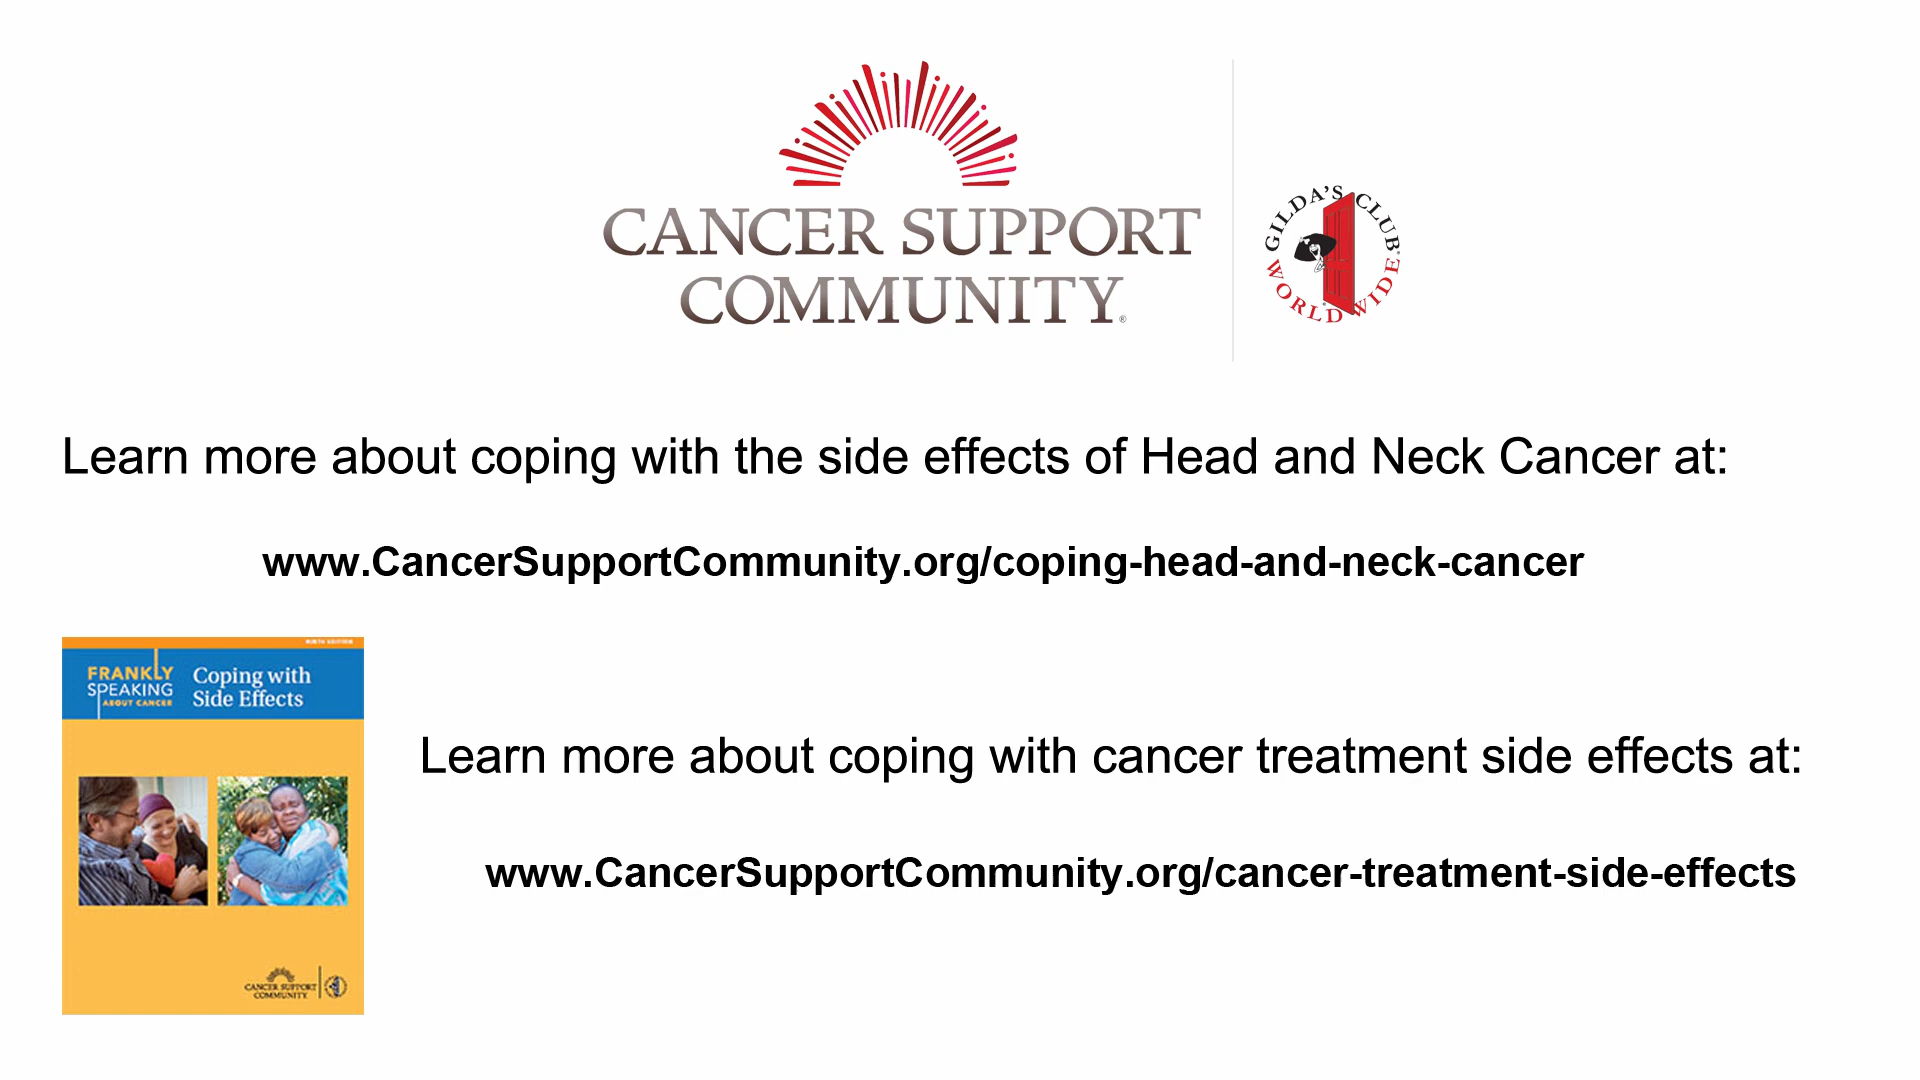 CANCER SUPPORT
COMMUNITY®
GILDA'S CLUB®
WORLDWIDE
Learn more about coping with the side effects of Head and Neck Cancer at:
www.CancerSupportCommunity.org/coping-head-and-neck-cancer
FRANKLY
SPEAKING
ABOUT CANCER
Coping with
Side Effects
Learn more about coping with cancer treatment side effects at:
www.CancerSupportCommunity.org/cancer-treatment-side-effects
CANCER SUPPORT
COMMUNITY